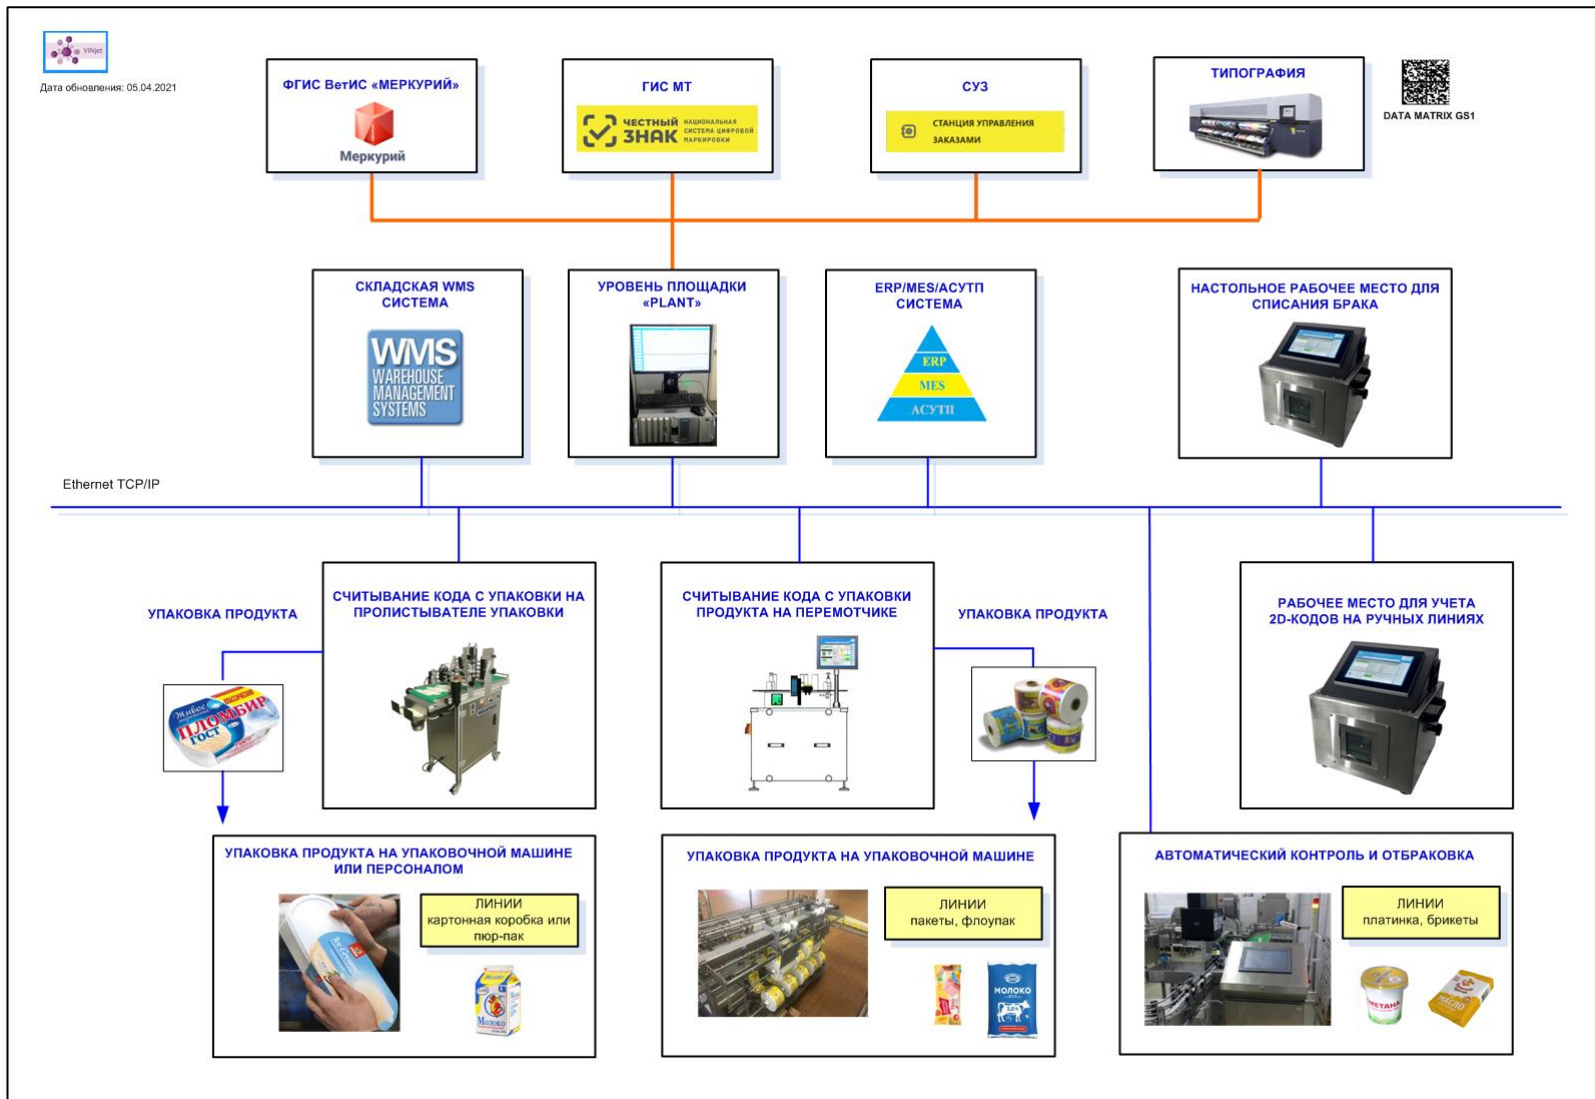 VINjet
Дата обновления: 05.04.2021
ФГИС ВетИС «МЕРКУРИЙ»
Меркурий
ГИС МТ
ЧЕСТНЫЙ
ЗНАК
НАЦИОНАЛЬНАЯ
СИСТЕМА ЦИФРОВОЙ
МАРКИРОВКИ
СУЗ
СТАНЦИЯ УПРАВЛЕНИЯ
ЗАКАЗАМИ
ТИПОГРАФИЯ
DATA MATRIX GS1
СКЛАДСКАЯ WMS
СИСТЕМА
WMS
WAREHOUSE
MANAGEMENT
SYSTEMS
УРОВЕНЬ ПЛОЩАДКИ
«PLANT»
ERP/MES/АСУТП
СИСТЕМА
ERP
MES
АСУТП
НАСТОЛЬНОЕ РАБОЧЕЕ МЕСТО ДЛЯ
СПИСАНИЯ БРАКА
Ethernet TCP/IP
УПАКОВКА ПРОДУКТА
СЧИТЫВАНИЕ КОДА С УПАКОВКИ НА
ПРОЛИСТЫВАТЕЛЕ УПАКОВКИ
СЧИТЫВАНИЕ КОДА С УПАКОВКИ
ПРОДУКТА НА ПЕРЕМОТЧИКЕ
УПАКОВКА ПРОДУКТА
РАБОЧЕЕ МЕСТО ДЛЯ УЧЕТА
2D-КОДОВ НА РУЧНЫХ ЛИНИЯХ
Живое
ПЛОМБИР
ГОСТ
УПАКОВКА ПРОДУКТА НА УПАКОВОЧНОЙ МАШИНЕ
ИЛИ ПЕРСОНАЛОМ
ЛИНИИ
картонная коробка или
пюр-пак
Ice Cream
Молоко
УПАКОВКА ПРОДУКТА НА УПАКОВОЧНОЙ МАШИНЕ
ЛИНИИ
пакеты, флоупак
МОЛОКО
АВТОМАТИЧЕСКИЙ КОНТРОЛЬ И ОТБРАКОВКА
ЛИНИИ
платинка, брикеты
СМЕТАНА
МАСЛО